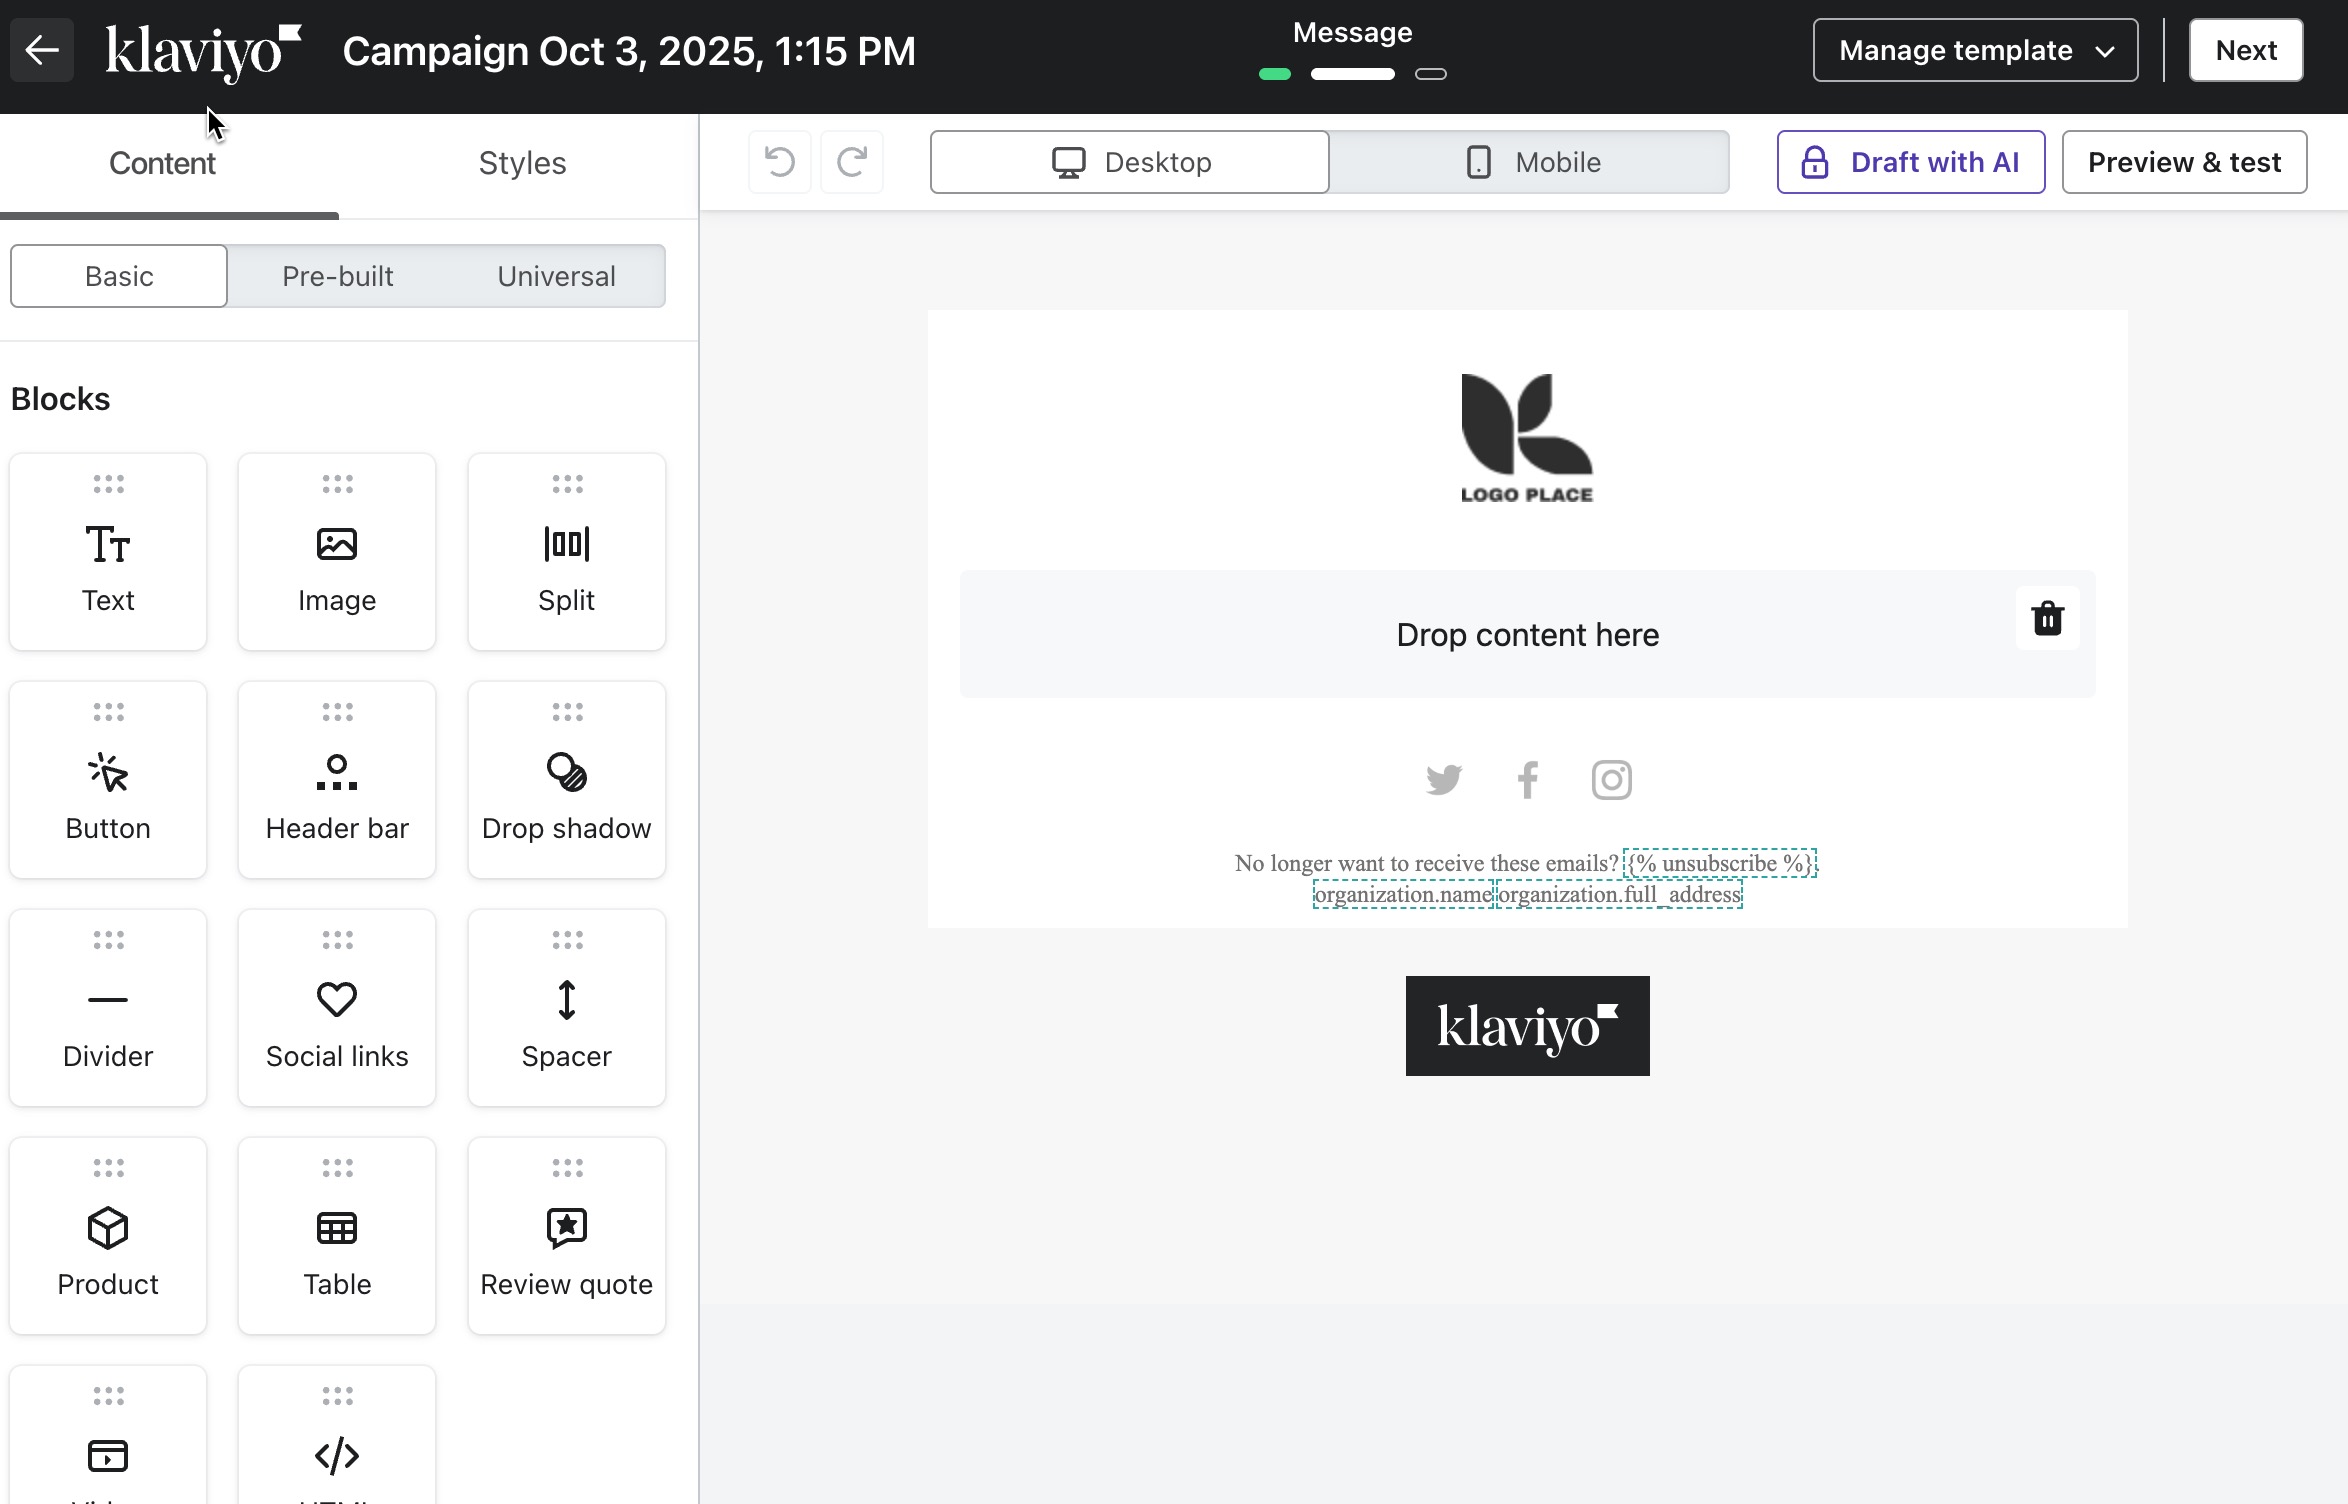 klaviyo
Campaign Oct 3, 2025, 1:15 PM
Message
Manage template
Next
Content
Styles
Desktop
Mobile
Draft with AI
Preview & test
Basic
Pre-built
Universal
Blocks
Text
Image
Split
Button
Header bar
Drop shadow
Divider
Social links
Spacer
Product
Table
Review quote
LOGO PLACE
Drop content here
No longer want to receive these emails? {% unsubscribe %}.
organization.name organization.full_address
klaviyo